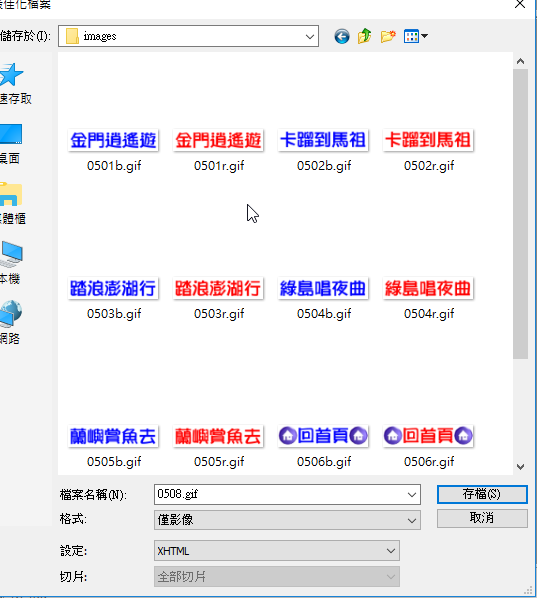 最佳化檔案
儲存於(I):
images
快速存取
桌面
媒體櫃
本機
網路
金門逍遙遊
金門逍遙遊
卡蹓到馬祖
卡蹓到馬祖
0501b.gif
0501r.gif
0502b.gif
0502r.gif
踏浪澎湖行
踏浪澎湖行
綠島唱夜曲
綠島唱夜曲
0503b.gif
0503r.gif
0504b.gif
0504r.gif
蘭嶼賞魚去
蘭嶼賞魚去
回首頁
回首頁
0505b.gif
0505r.gif
0506b.gif
0506r.gif
檔案名稱(N):
0508.gif
存檔(S)
格式:
僅影像
取消
設定:
XHTML
切片:
全部切片